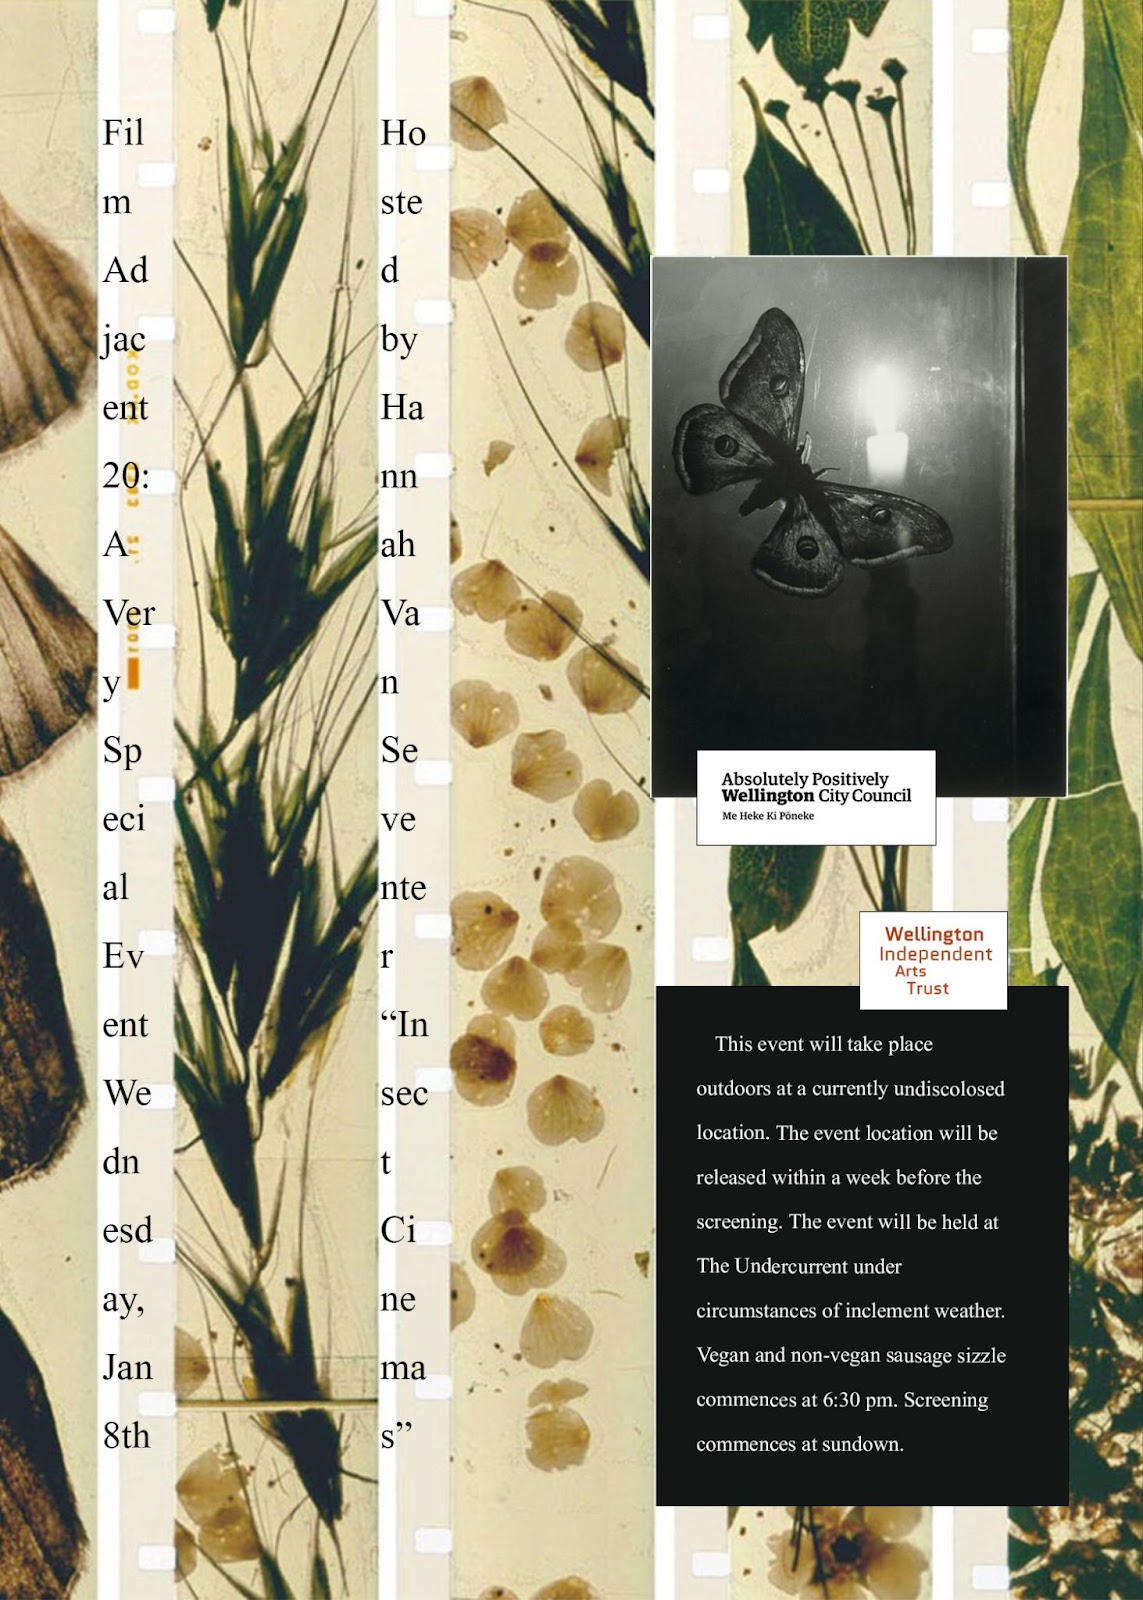 Fil
m
Ad
jac
ent
20:
A
Ver
y
Sp
eci
al
Ev
ent
We
dn
esd
ay,
Jan
8th
Ho
ste
d
by
Ha
nn
ah
Va
n
Se
ve
nte
r
“In
sec
t
Ci
ne
ma
s”
Absolutely Positively
Wellington City Council
Me Heke Ki Pōneke
Wellington
Independent
Arts
Trust
This event will take place
outdoors at a currently undiscolosed
location. The event location will be
released within a week before the
screening. The event will be held at
The Undercurrent under
circumstances of inclement weather.
Vegan and non-vegan sausage sizzle
commences at 6:30 pm. Screening
commences at sundown.